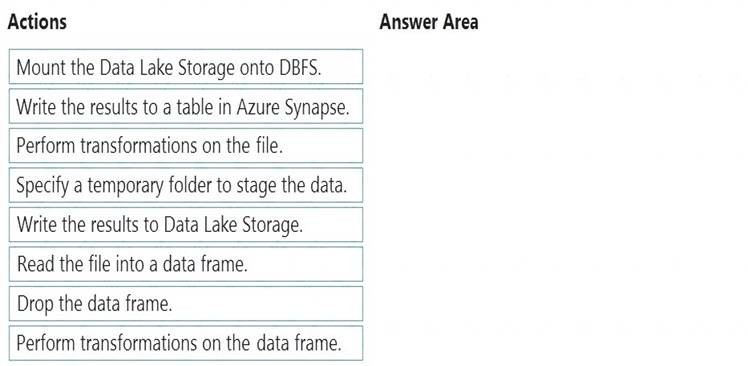 Actions
Answer Area
Mount the Data Lake Storage onto DBFS.
Write the results to a table in Azure Synapse.
Perform transformations on the file.
Specify a temporary folder to stage the data.
Write the results to Data Lake Storage.
Read the file into a data frame.
Drop the data frame.
Perform transformations on the data frame.